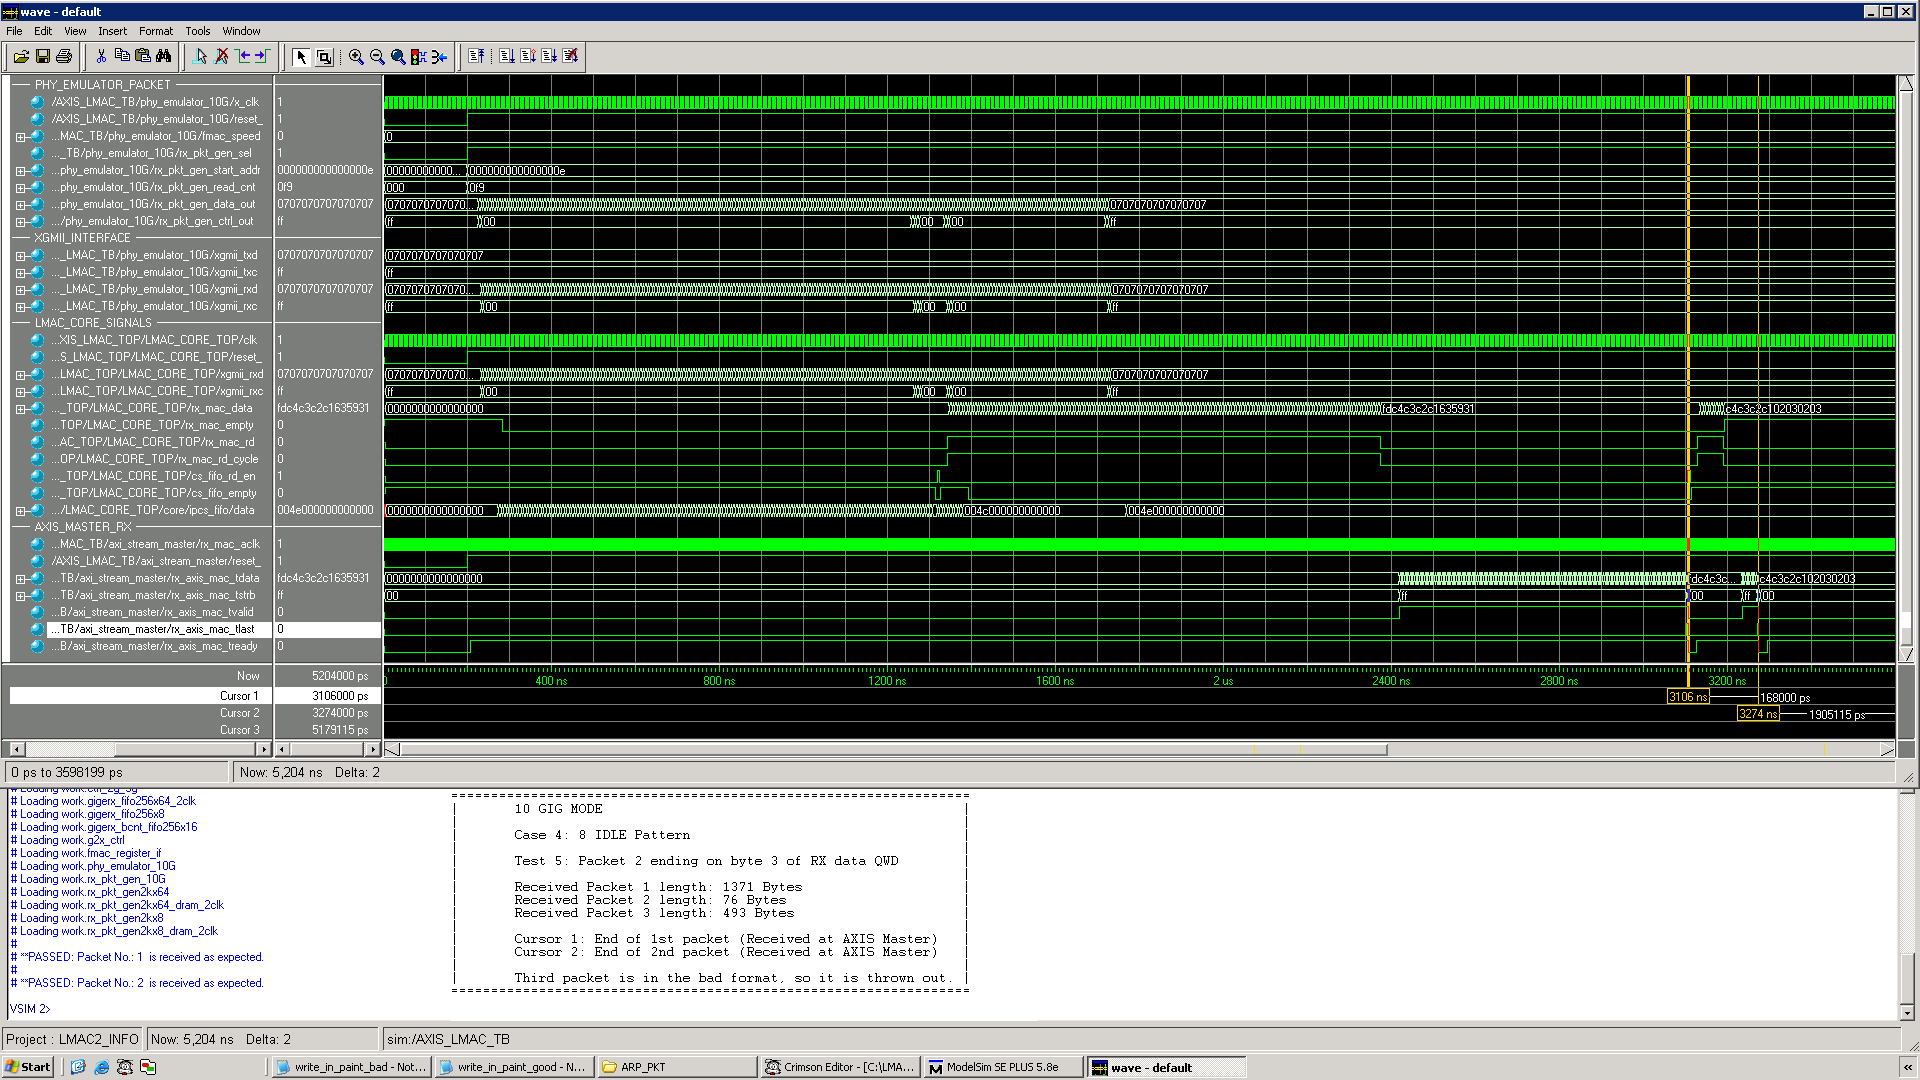 wave - default
File Edit View Insert Format Tools Window
PHY_EMULATOR_PACKET
/AXIS_LMAC_TB/phy_emulator_10G/x_clk 1
/AXIS_LMAC_TB/phy_emulator_10G/reset_ 1
...MAC_TB/phy_emulator_10G/fmac_speed 0 0
..._TB/phy_emulator_10G/rx_pkt_gen_sel 1
...phy_emulator_10G/rx_pkt_gen_start_addr 000000000000000e 00000000000... 000000000000000e
...phy_emulator_10G/rx_pkt_gen_read_cnt 0f9 000 0f9
...phy_emulator_10G/rx_pkt_gen_data_out 0707070707070707 0707070707070... 0707070707070707
.../phy_emulator_10G/rx_pkt_gen_ctrl_out ff ff 00 00 00 ff
XGMII_INTERFACE
..._LMAC_TB/phy_emulator_10G/xgmii_txd 0707070707070707 0707070707070707
..._LMAC_TB/phy_emulator_10G/xgmii_txc ff ff
..._LMAC_TB/phy_emulator_10G/xgmii_rxd 0707070707070707 0707070707070... 0707070707070707
..._LMAC_TB/phy_emulator_10G/xgmii_rxc ff ff 00 00 00 ff
LMAC_CORE_SIGNALS
...XIS_LMAC_TOP/LMAC_CORE_TOP/clk 1
...S_LMAC_TOP/LMAC_CORE_TOP/reset_ 1
...LMAC_TOP/LMAC_CORE_TOP/xgmii_rxd 0707070707070707 0707070707070... 0707070707070707
...LMAC_TOP/LMAC_CORE_TOP/xgmii_rxc ff ff 00 00 00 ff
..._TOP/LMAC_CORE_TOP/rx_mac_data fdc4c3c2c1635931 0000000000000000 fdc4c3c2c1635931 c4c3c2c102030203
...TOP/LMAC_CORE_TOP/rx_mac_empty 0
...AC_TOP/LMAC_CORE_TOP/rx_mac_rd 0
...OP/LMAC_CORE_TOP/rx_mac_rd_cycle 0
..._TOP/LMAC_CORE_TOP/cs_fifo_rd_en 1
..._TOP/LMAC_CORE_TOP/cs_fifo_empty 0
.../LMAC_CORE_TOP/core/ipcs_fifo/data 004e000000000000 0000000000000000 004c000000000000 004e000000000000
AXIS_MASTER_RX
...MAC_TB/axi_stream_master/rx_mac_aclk 1
/AXIS_LMAC_TB/axi_stream_master/reset_ 1
...TB/axi_stream_master/rx_axis_mac_tdata fdc4c3c2c1635931 0000000000000000 fdc4c3c... c4c3c2c102030203
...TB/axi_stream_master/rx_axis_mac_tstrb ff 00 ff 00 ff 00
...B/axi_stream_master/rx_axis_mac_tvalid 0
...TB/axi_stream_master/rx_axis_mac_tlast 0
...B/axi_stream_master/rx_axis_mac_tready 0
Now 5204000 ps 0 400 ns 800 ns 1200 ns 1600 ns 2 us 2400 ns 2800 ns 3200 ns
Cursor 1 3106000 ps 3106 ns 168000 ps
Cursor 2 3274000 ps 3274 ns 1905115 ps
Cursor 3 5179115 ps
0 ps to 3598199 ps Now: 5,204 ns Delta: 2
# Loading work.ctrl_2g_5g
# Loading work.gigerx_fifo256x64_2clk
# Loading work.gigerx_fifo256x8
# Loading work.gigerx_bcnt_fifo256x16
# Loading work.g2x_ctrl
# Loading work.fmac_register_if
# Loading work.phy_emulator_10G
# Loading work.rx_pkt_gen_10G
# Loading work.rx_pkt_gen2kx64
# Loading work.rx_pkt_gen2kx64_dram_2clk
# Loading work.rx_pkt_gen2kx8
# Loading work.rx_pkt_gen2kx8_dram_2clk
#
# **PASSED: Packet No.: 1 is received as expected.
#
# **PASSED: Packet No.: 2 is received as expected.
VSIM 2>
10 GIG MODE
Case 4: 8 IDLE Pattern
Test 5: Packet 2 ending on byte 3 of RX data QWD
Received Packet 1 length: 1371 Bytes
Received Packet 2 length: 76 Bytes
Received Packet 3 length: 493 Bytes
Cursor 1: End of 1st packet (Received at AXIS Master)
Cursor 2: End of 2nd packet (Received at AXIS Master)
Third packet is in the bad format, so it is thrown out.
Project : LMAC2_INFO Now: 5,204 ns Delta: 2 sim:/AXIS_LMAC_TB
Start write_in_paint_bad - Not... write_in_paint_good - N... ARP_PKT Crimson Editor - [C:\LMA... ModelSim SE PLUS 5.8e wave - default